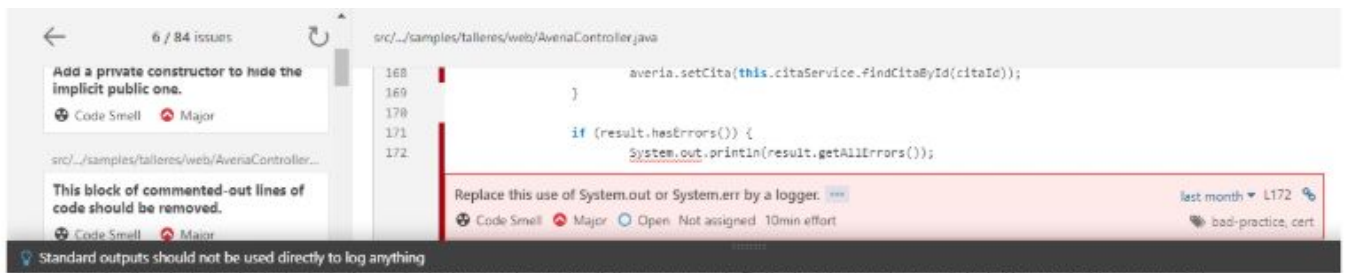 6 / 84 issues
src/.../samples/talleres/web/AveriaController.java
Add a private constructor to hide the
implicit public one.
Code Smell Major
src/.../samples/talleres/web/AveriaController...
This block of commented-out lines of
code should be removed.
Code Smell Major
168 averia.setCita(this.citaService.findCitaById(citaId));
169 }
170
171 if (result.hasErrors()) {
172 System.out.println(result.getAllErrors());
Replace this use of System.out or System.err by a logger. ...
last month L172
Code Smell Major Open Not assigned 10min effort
bad-practice, cert
Standard outputs should not be used directly to log anything